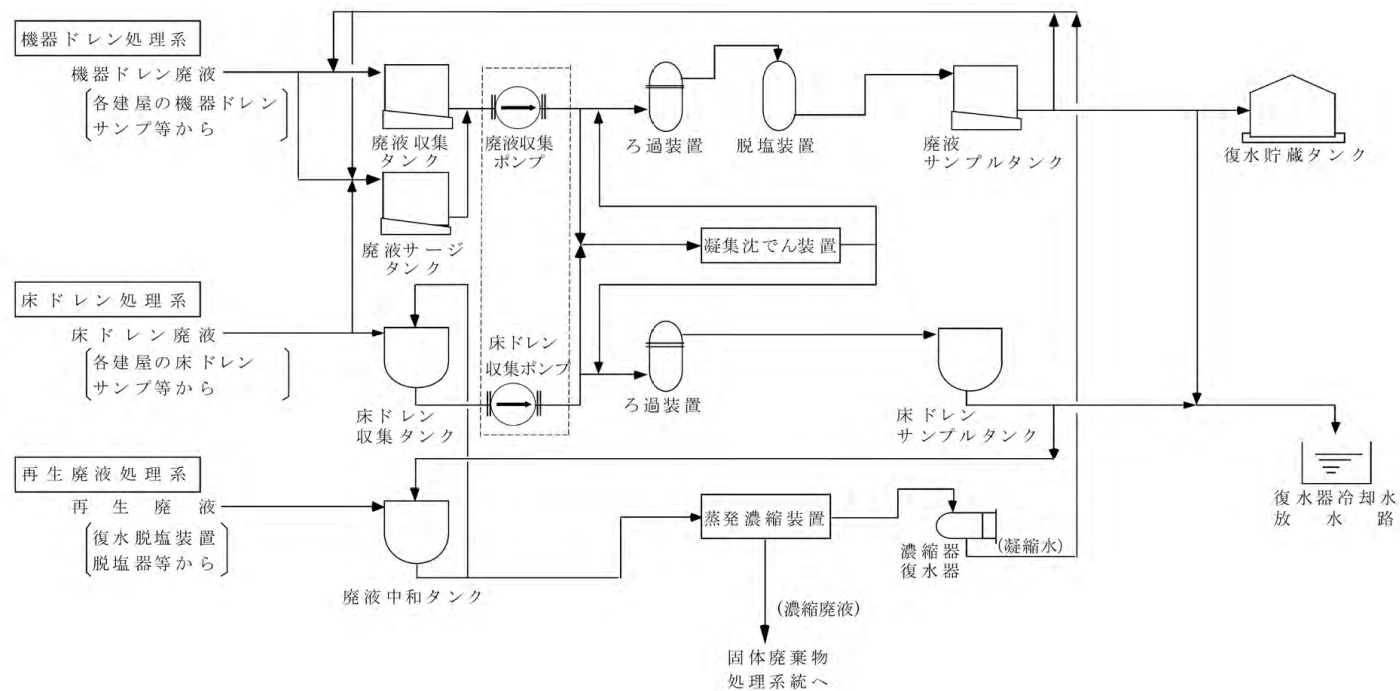 機器ドレン処理系
機器ドレン廃液
各建屋の機器ドレン
サンプ等から
廃液収集
タンク
廃液収集
ポンプ
ろ過装置
脱塩装置
廃液
サンプルタンク
復水貯蔵タンク
廃液サージ
タンク
凝集沈でん装置
床ドレン処理系
床ドレン廃液
各建屋の床ドレン
サンプ等から
床ドレン
収集タンク
床ドレン
収集ポンプ
ろ過装置
床ドレン
サンプルタンク
復水器冷却水
放水路
再生廃液処理系
再生廃液
復水脱塩装置
脱塩器等から
廃液中和タンク
蒸発濃縮装置
濃縮器
復水器
(凝縮水)
(濃縮廃液)
固体廃棄物
処理系統へ